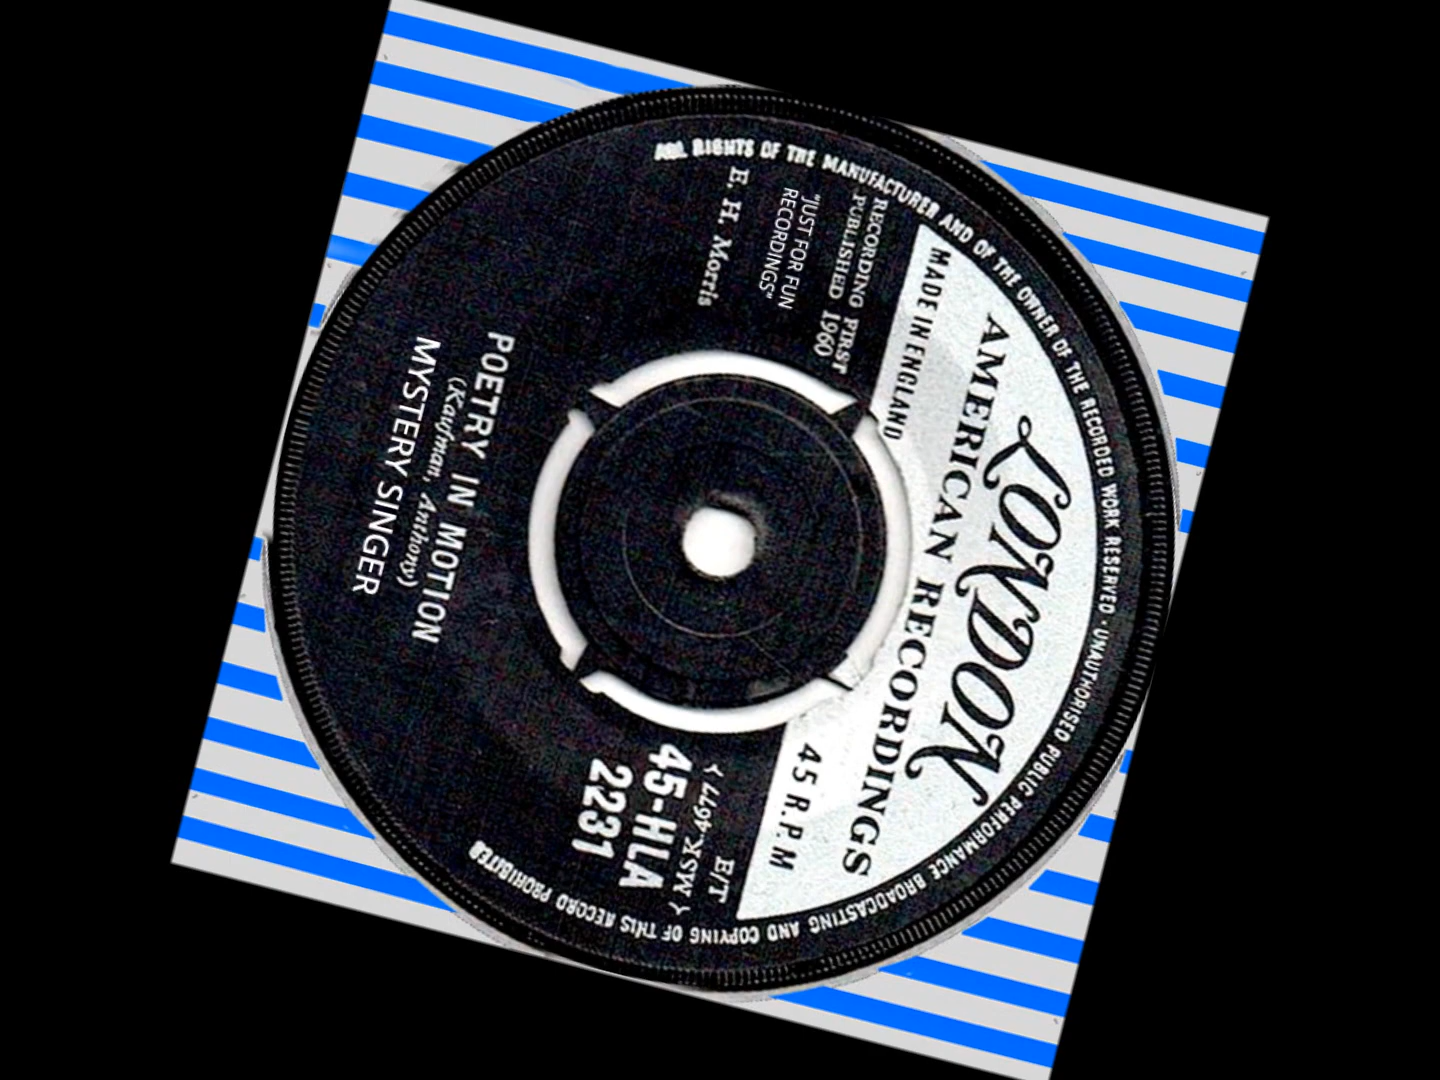 ALL RIGHTS OF THE MANUFACTURER AND OF THE OWNER OF THE RECORDED WORK RESERVED · UNAUTHORISED PUBLIC PERFORMANCE BROADCASTING AND COPYING OF THIS RECORD PROHIBITED
LONDON
AMERICAN RECORDINGS
MADE IN ENGLAND
45 R.P.M
RECORDING FIRST
PUBLISHED 1960
"JUST FOR FUN
RECORDINGS"
E. H. Morris
E/T
MSK.4977
45-HLA
2231
POETRY IN MOTION
(Kaufman, Anthony)
MYSTERY SINGER